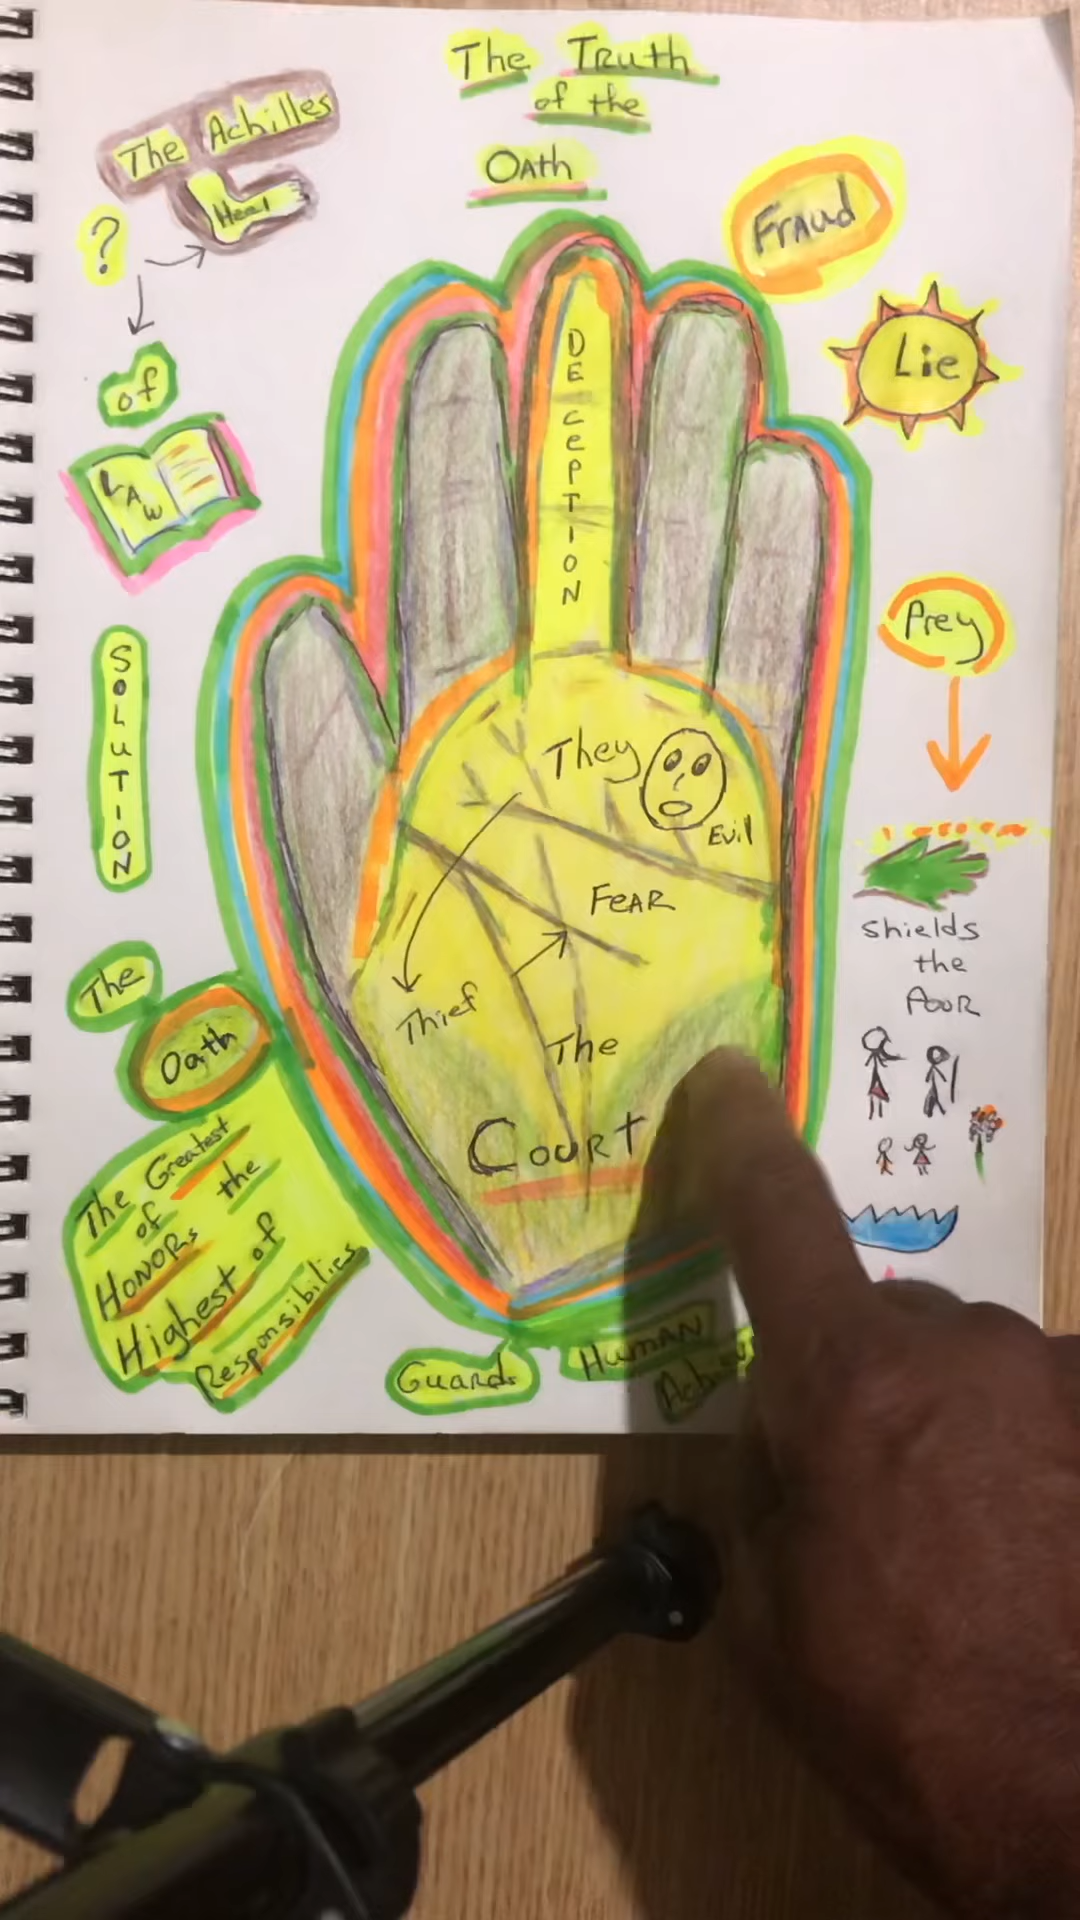 The Truth
of the
Oath
The Achilles
Heel
?
of
LAW
SOLUTION
The
Oath
The Greatest
of the
HONORs
Highest of
Responsibilies
Fraud
Lie
Prey
shields
the
POOR
DEcePTION
They
Evil
FeAR
Thief
The
COURT
Guards
HUMAN